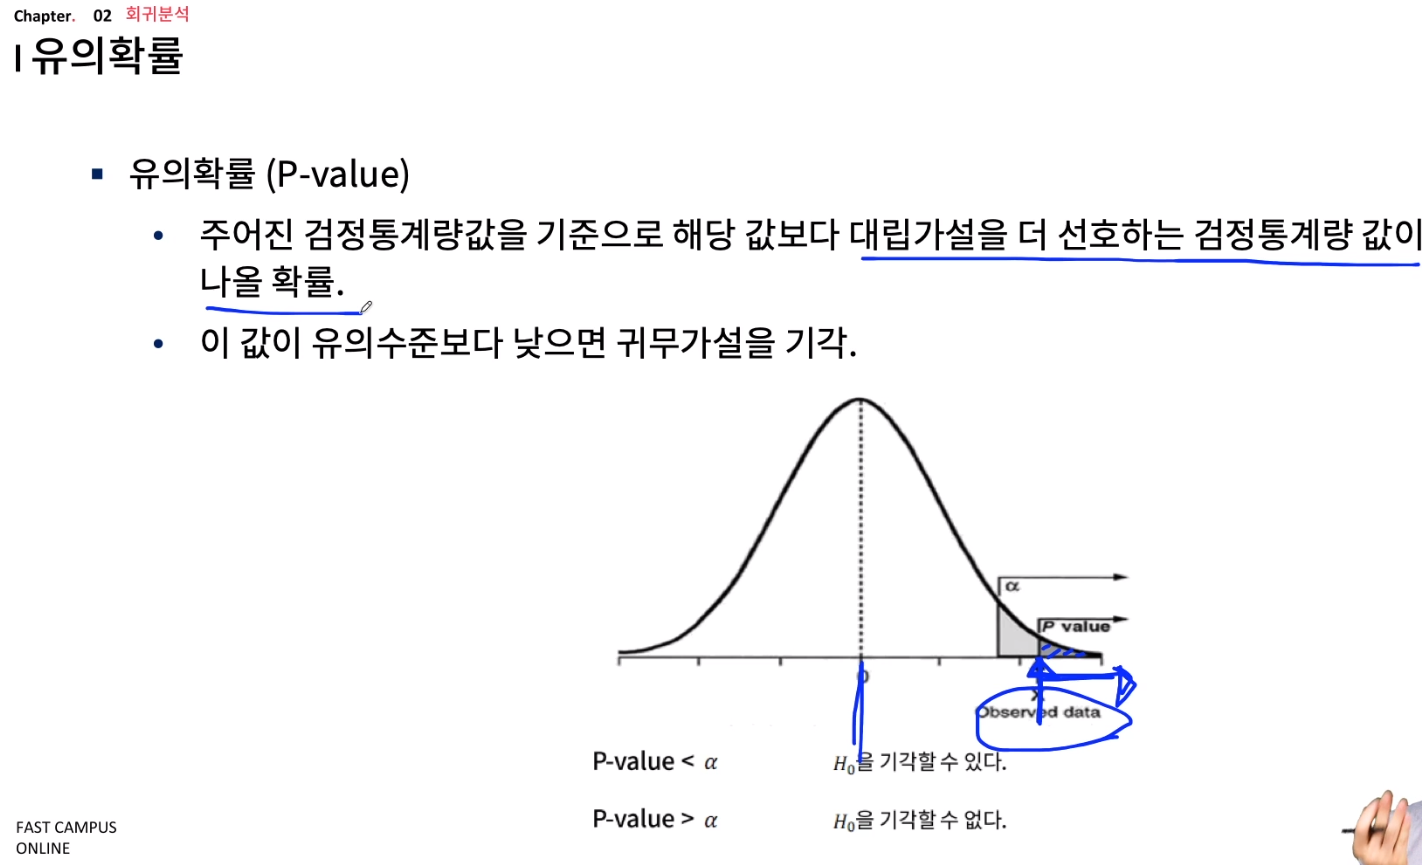 Chapter. 02 회귀분석
I 유의확률
▪ 유의확률 (P-value)
• 주어진 검정통계량값을 기준으로 해당 값보다 대립가설을 더 선호하는 검정통계량 값이
나올 확률.
• 이 값이 유의수준보다 낮으면 귀무가설을 기각.
α
P value
0
X
Observed data
P-value < α H₀을 기각할 수 있다.
P-value > α H₀을 기각할 수 없다.
FAST CAMPUS
ONLINE